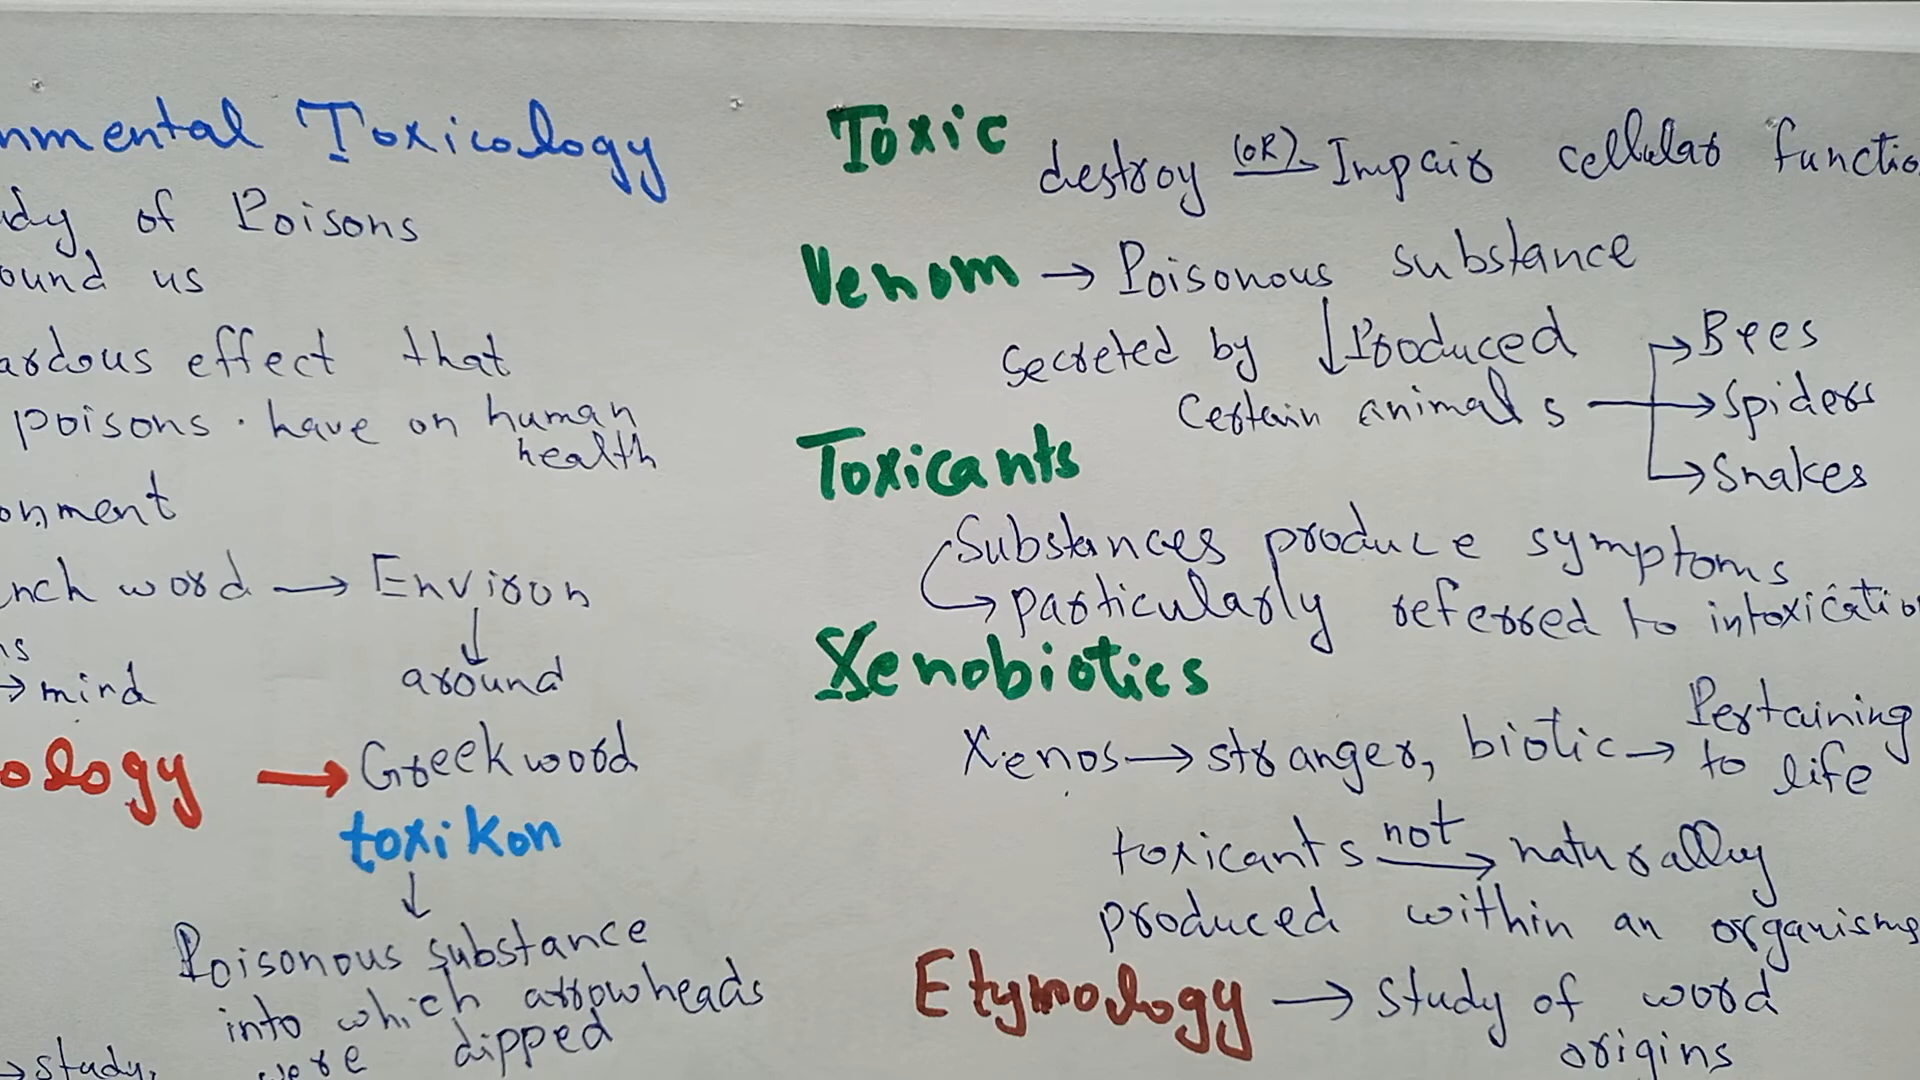 nmental Toxicology
dy of Poisons
ound us
ardous effect that
poisons. have on human
health
onment
nch word → Environ
ns
→ mind
↓
around
ology → Greek word
toxikon
↓
Poisonous substance
into which arrowheads
were dipped
→ study,
Toxic
destroy (OR) Impair cellular functio
Venom → Poisonous substance
secreted by ↓ Produced
Certain animals → Bees
→ Spiders
→ Snakes
Toxicants
Substances produce symptoms
→ particularly referred to intoxicatio
Xenobiotics
Xenos → stranger, biotic → Pertaining
to life
toxicants not → naturally
produced within an organisms
Etymology → study of word
origins